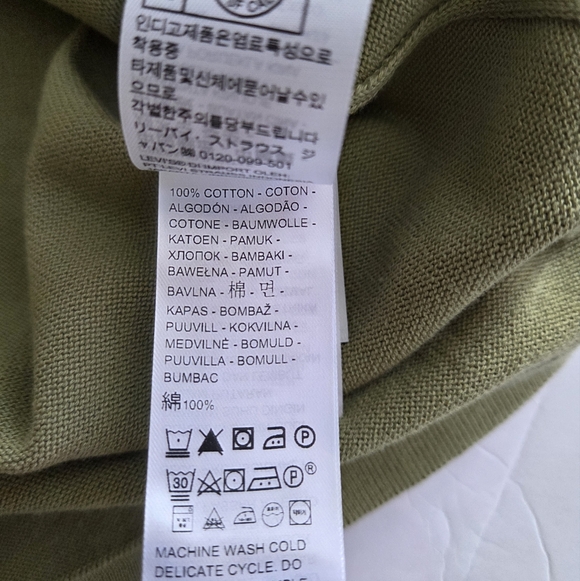 인디고제품은염료특성으로
착용중
타제품및신체에묻어날수있
으므로
각별한주의를당부드립니다
リーバイ・ストラウス ジ
ャパン㈱ 0120-099-501
100% COTTON - COTON -
ALGODÓN - ALGODÃO -
COTONE - BAUMWOLLE -
KATOEN - PAMUK -
ХЛОПОК - BAMBAKI -
BAWEŁNA - PAMUT -
BAVLNA - 棉 - 면 -
KAPAS - BOMBAŽ -
PUUVILL - KOKVILNA -
MEDVILNĖ - BOMULD -
PUUVILLA - BOMULL -
BUMBAC
綿100%
P
30 P ®
MACHINE WASH COLD
DELICATE CYCLE. DO